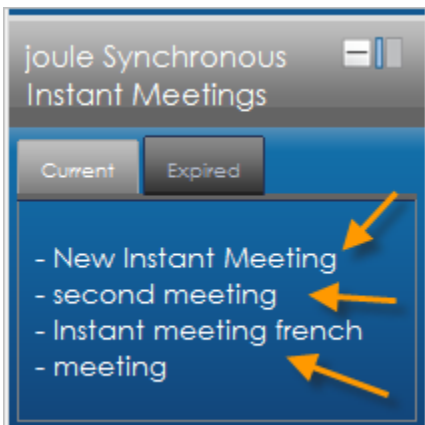 joule Synchronous
Instant Meetings
Current
Expired
- New Instant Meeting
- second meeting
- Instant meeting french
- meeting